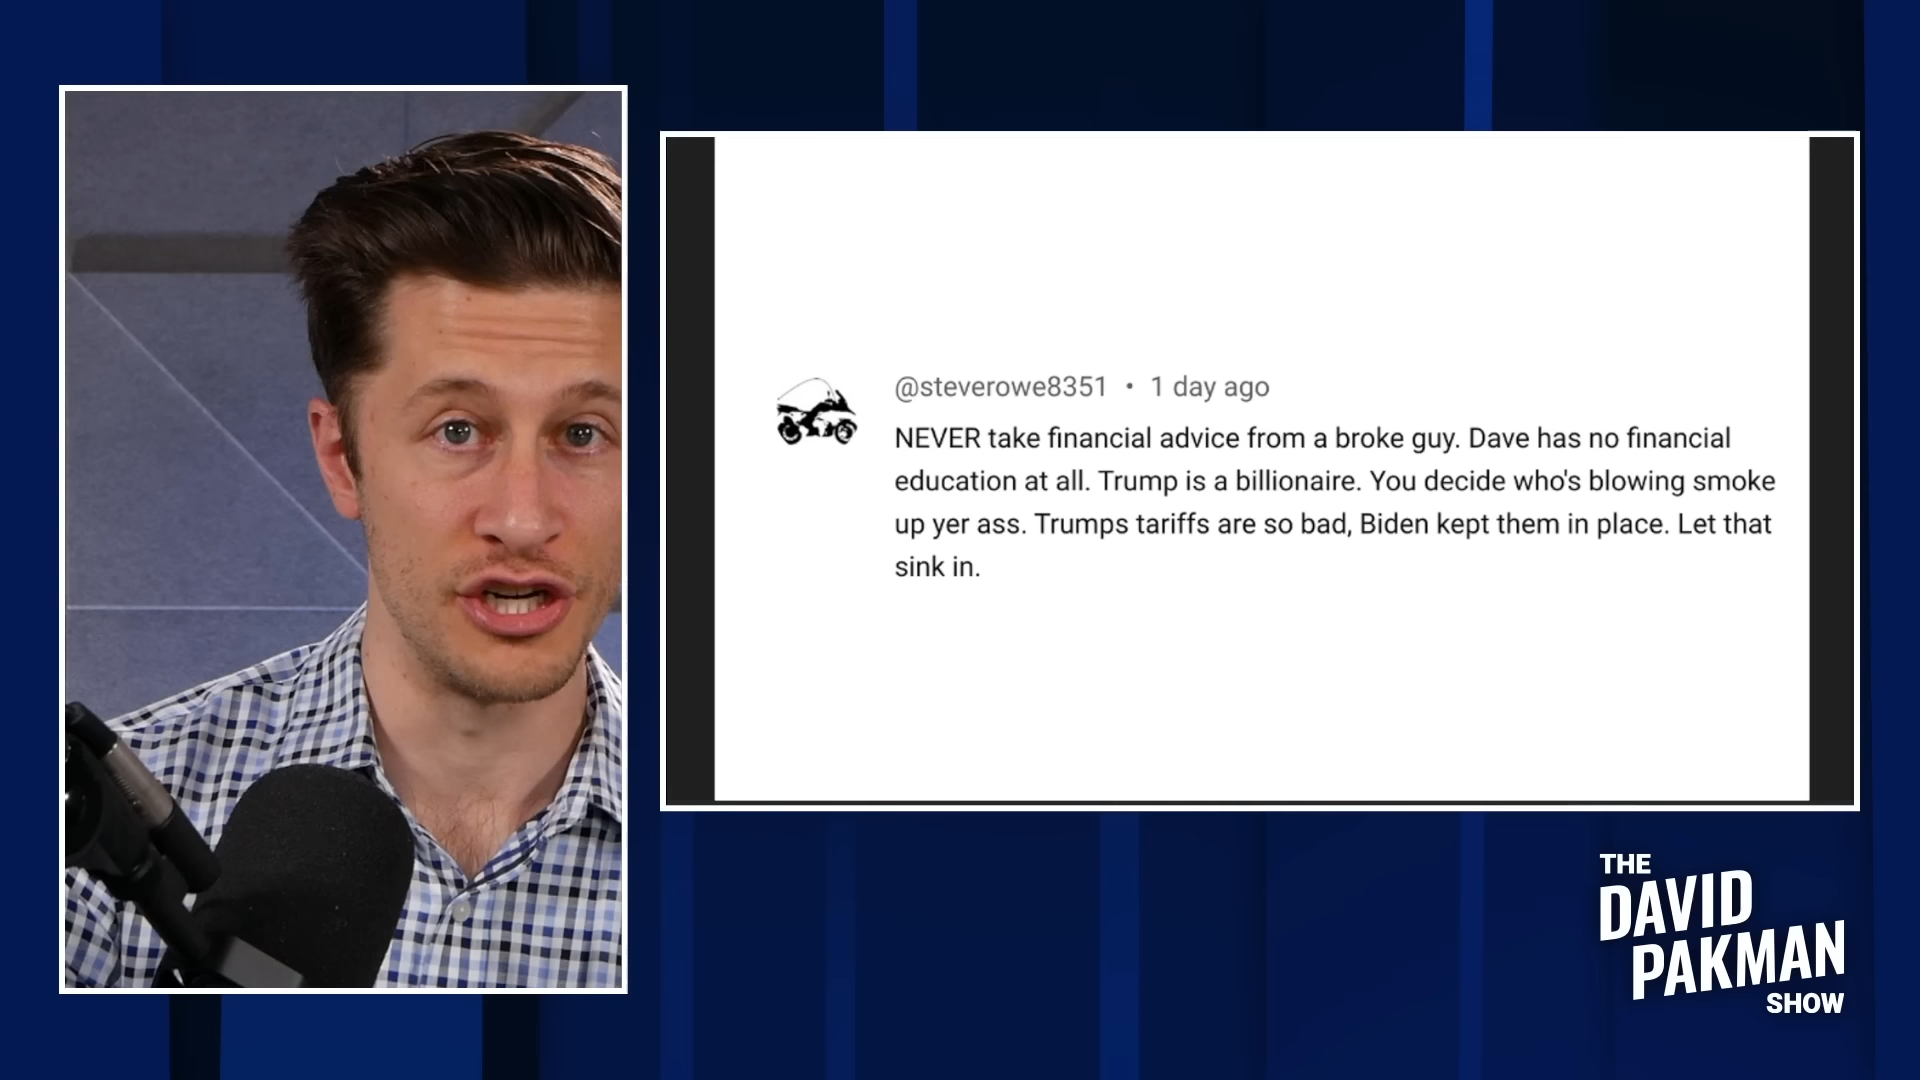 @steverowe8351 • 1 day ago
NEVER take financial advice from a broke guy. Dave has no financial
education at all. Trump is a billionaire. You decide who's blowing smoke
up yer ass. Trumps tariffs are so bad, Biden kept them in place. Let that
sink in.
THE
DAVID
PAKMAN
SHOW